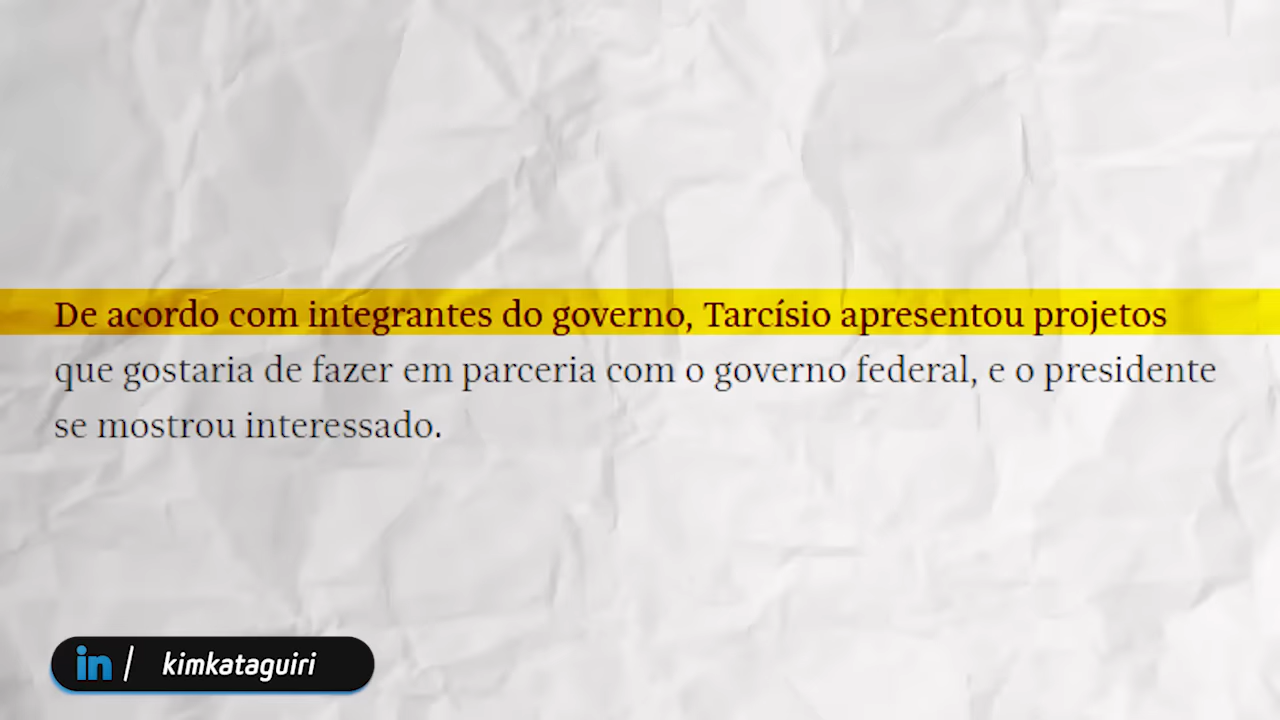 De acordo com integrantes do governo, Tarcísio apresentou projetos
que gostaria de fazer em parceria com o governo federal, e o presidente
se mostrou interessado.
in / kimkataguiri